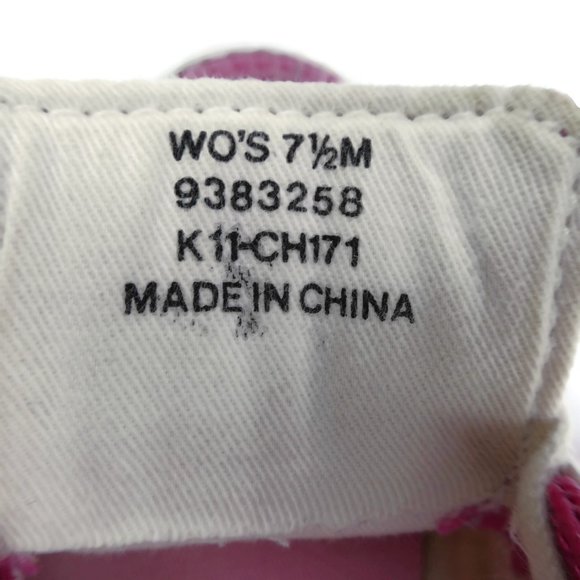 WO'S 7½M
9383258
K11-CH171
MADE IN CHINA